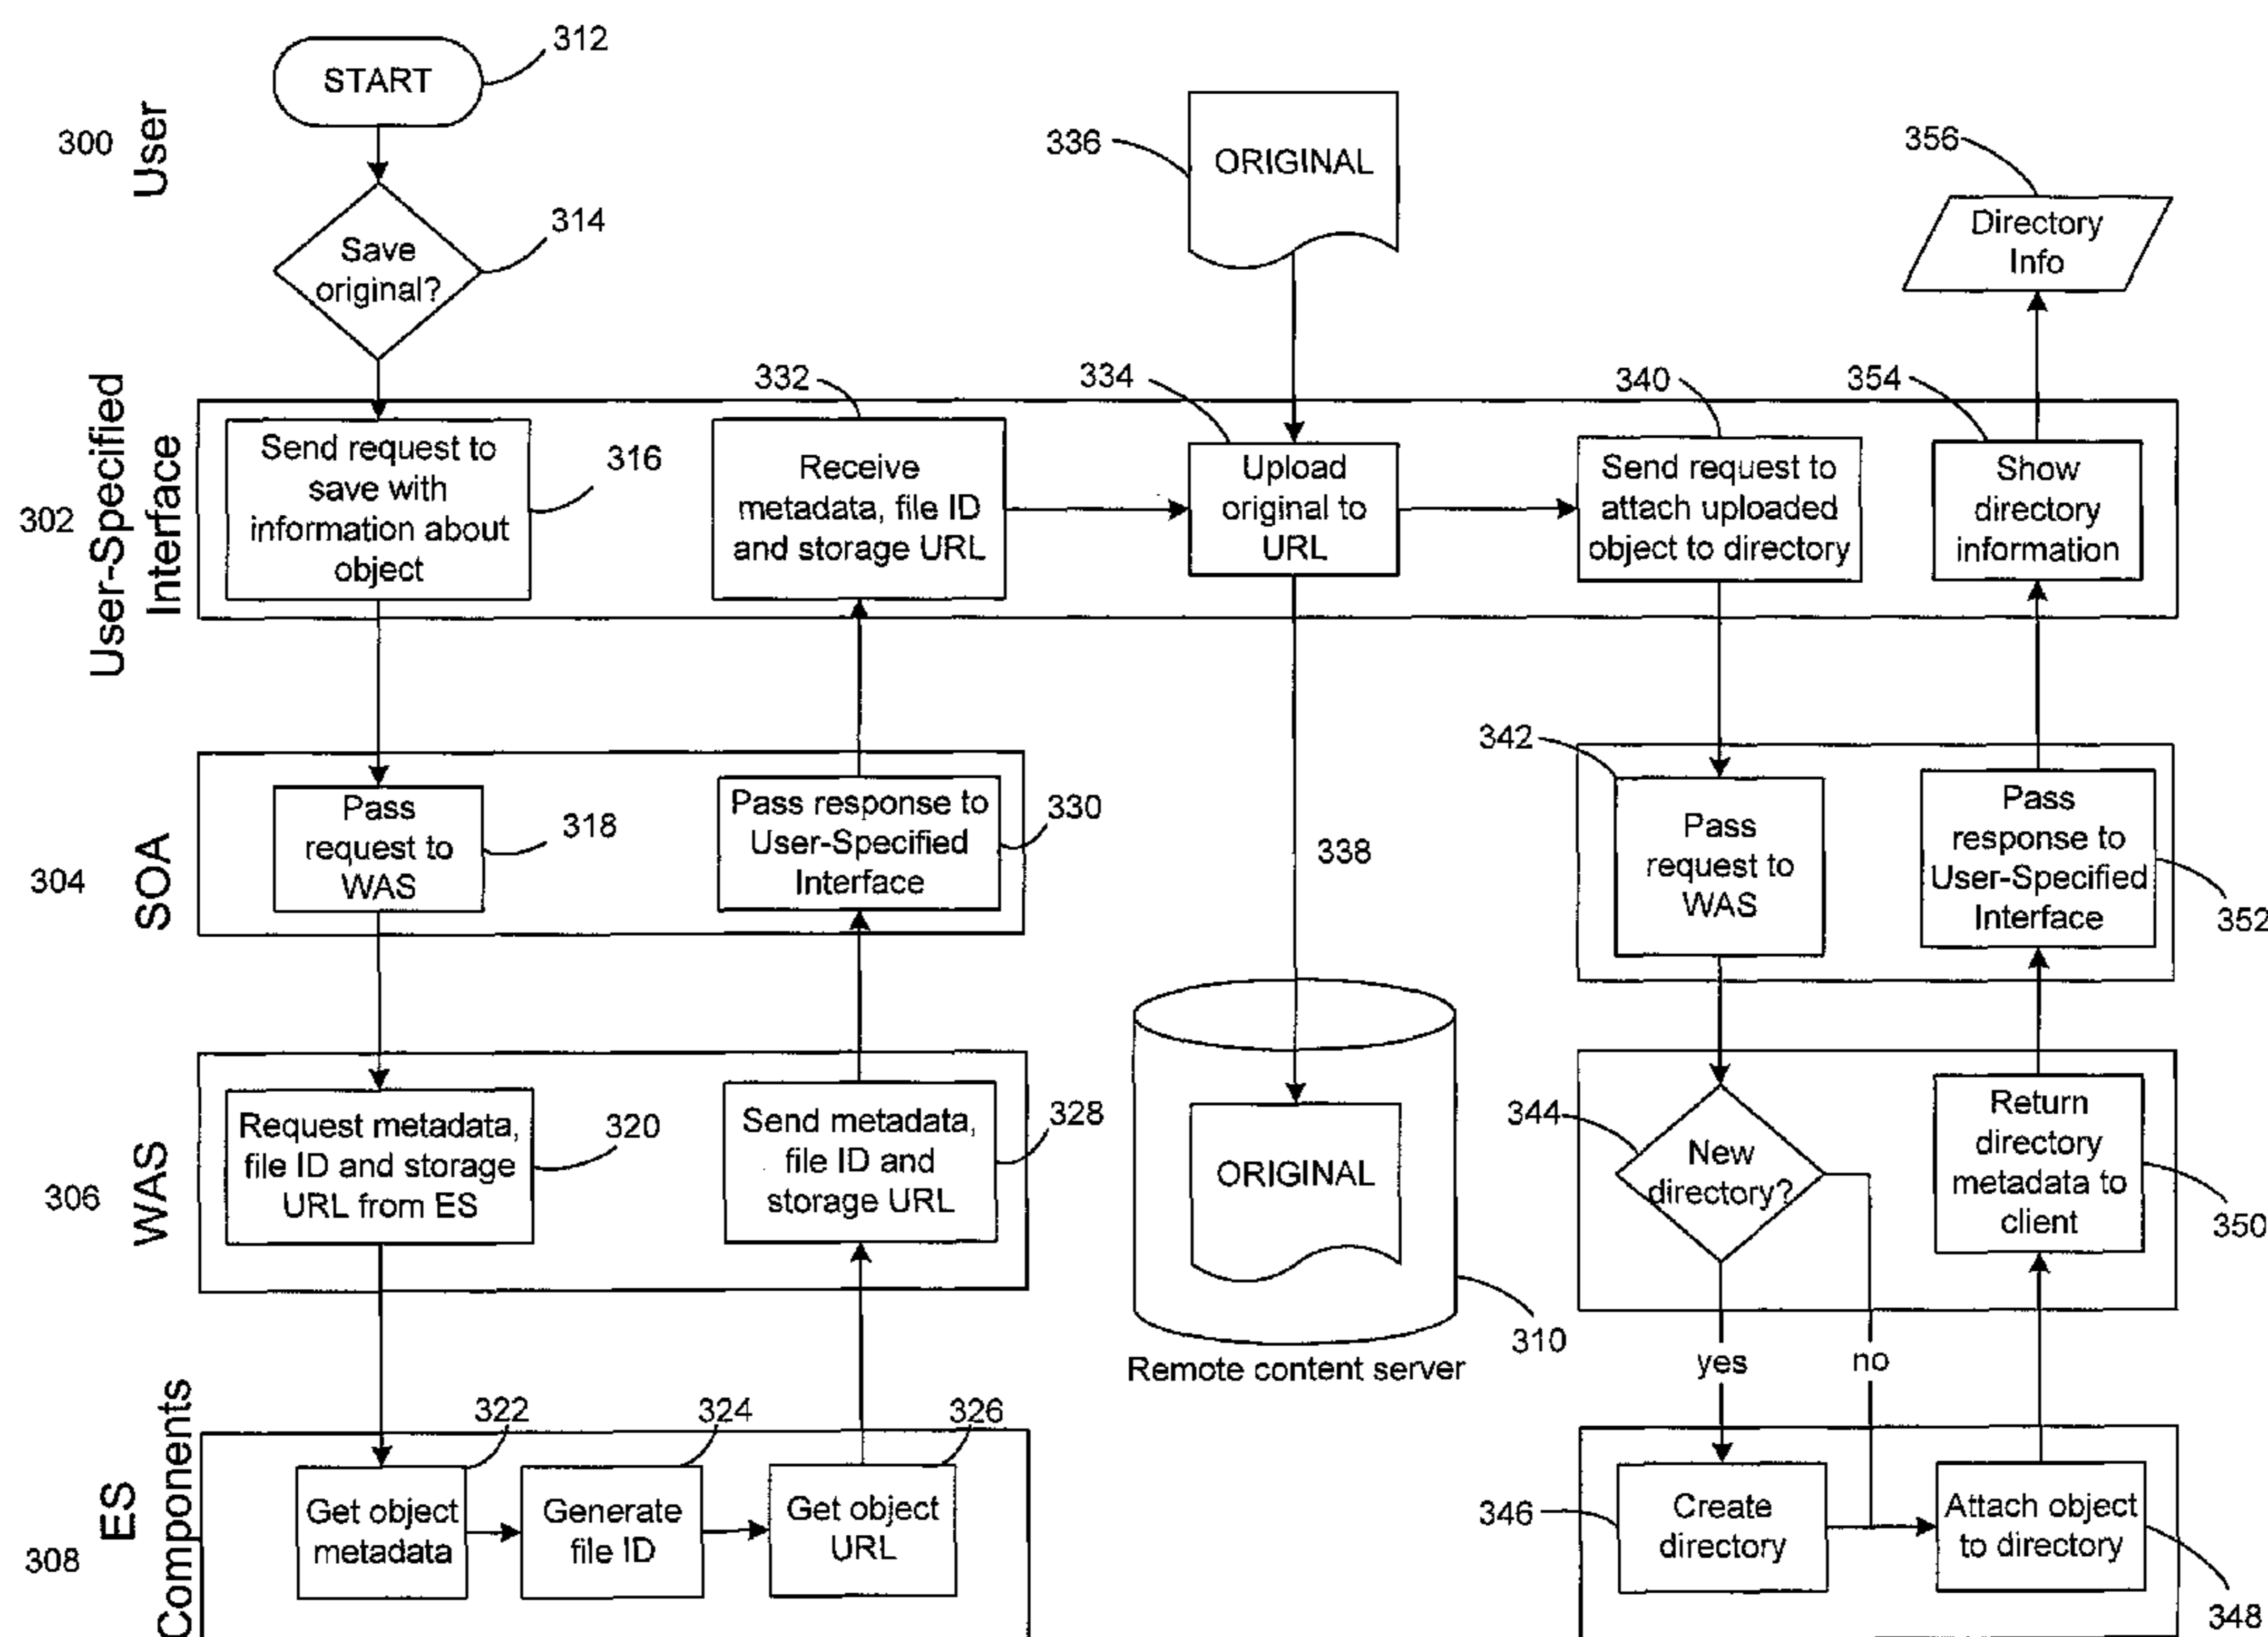 312
START
300
User
314
Save
original?
336
ORIGINAL
356
Directory
Info
302
User-Specified
Interface
316
Send request to
save with
information about
object
332
Receive
metadata, file ID
and storage URL
334
Upload
original to
URL
340
Send request to
attach uploaded
object to directory
354
Show
directory
information
304
SOA
318
Pass
request to
WAS
330
Pass response to
User-Specified
Interface
338
342
Pass
request to
WAS
352
Pass
response to
User-Specified
Interface
306
WAS
320
Request metadata,
file ID and storage
URL from ES
328
Send metadata,
file ID and
storage URL
ORIGINAL
310
Remote content server
344
New
directory?
yes
no
350
Return
directory
metadata to
client
308
ES
Components
322
Get object
metadata
324
Generate
file ID
326
Get object
URL
346
Create
directory
348
Attach object
to directory